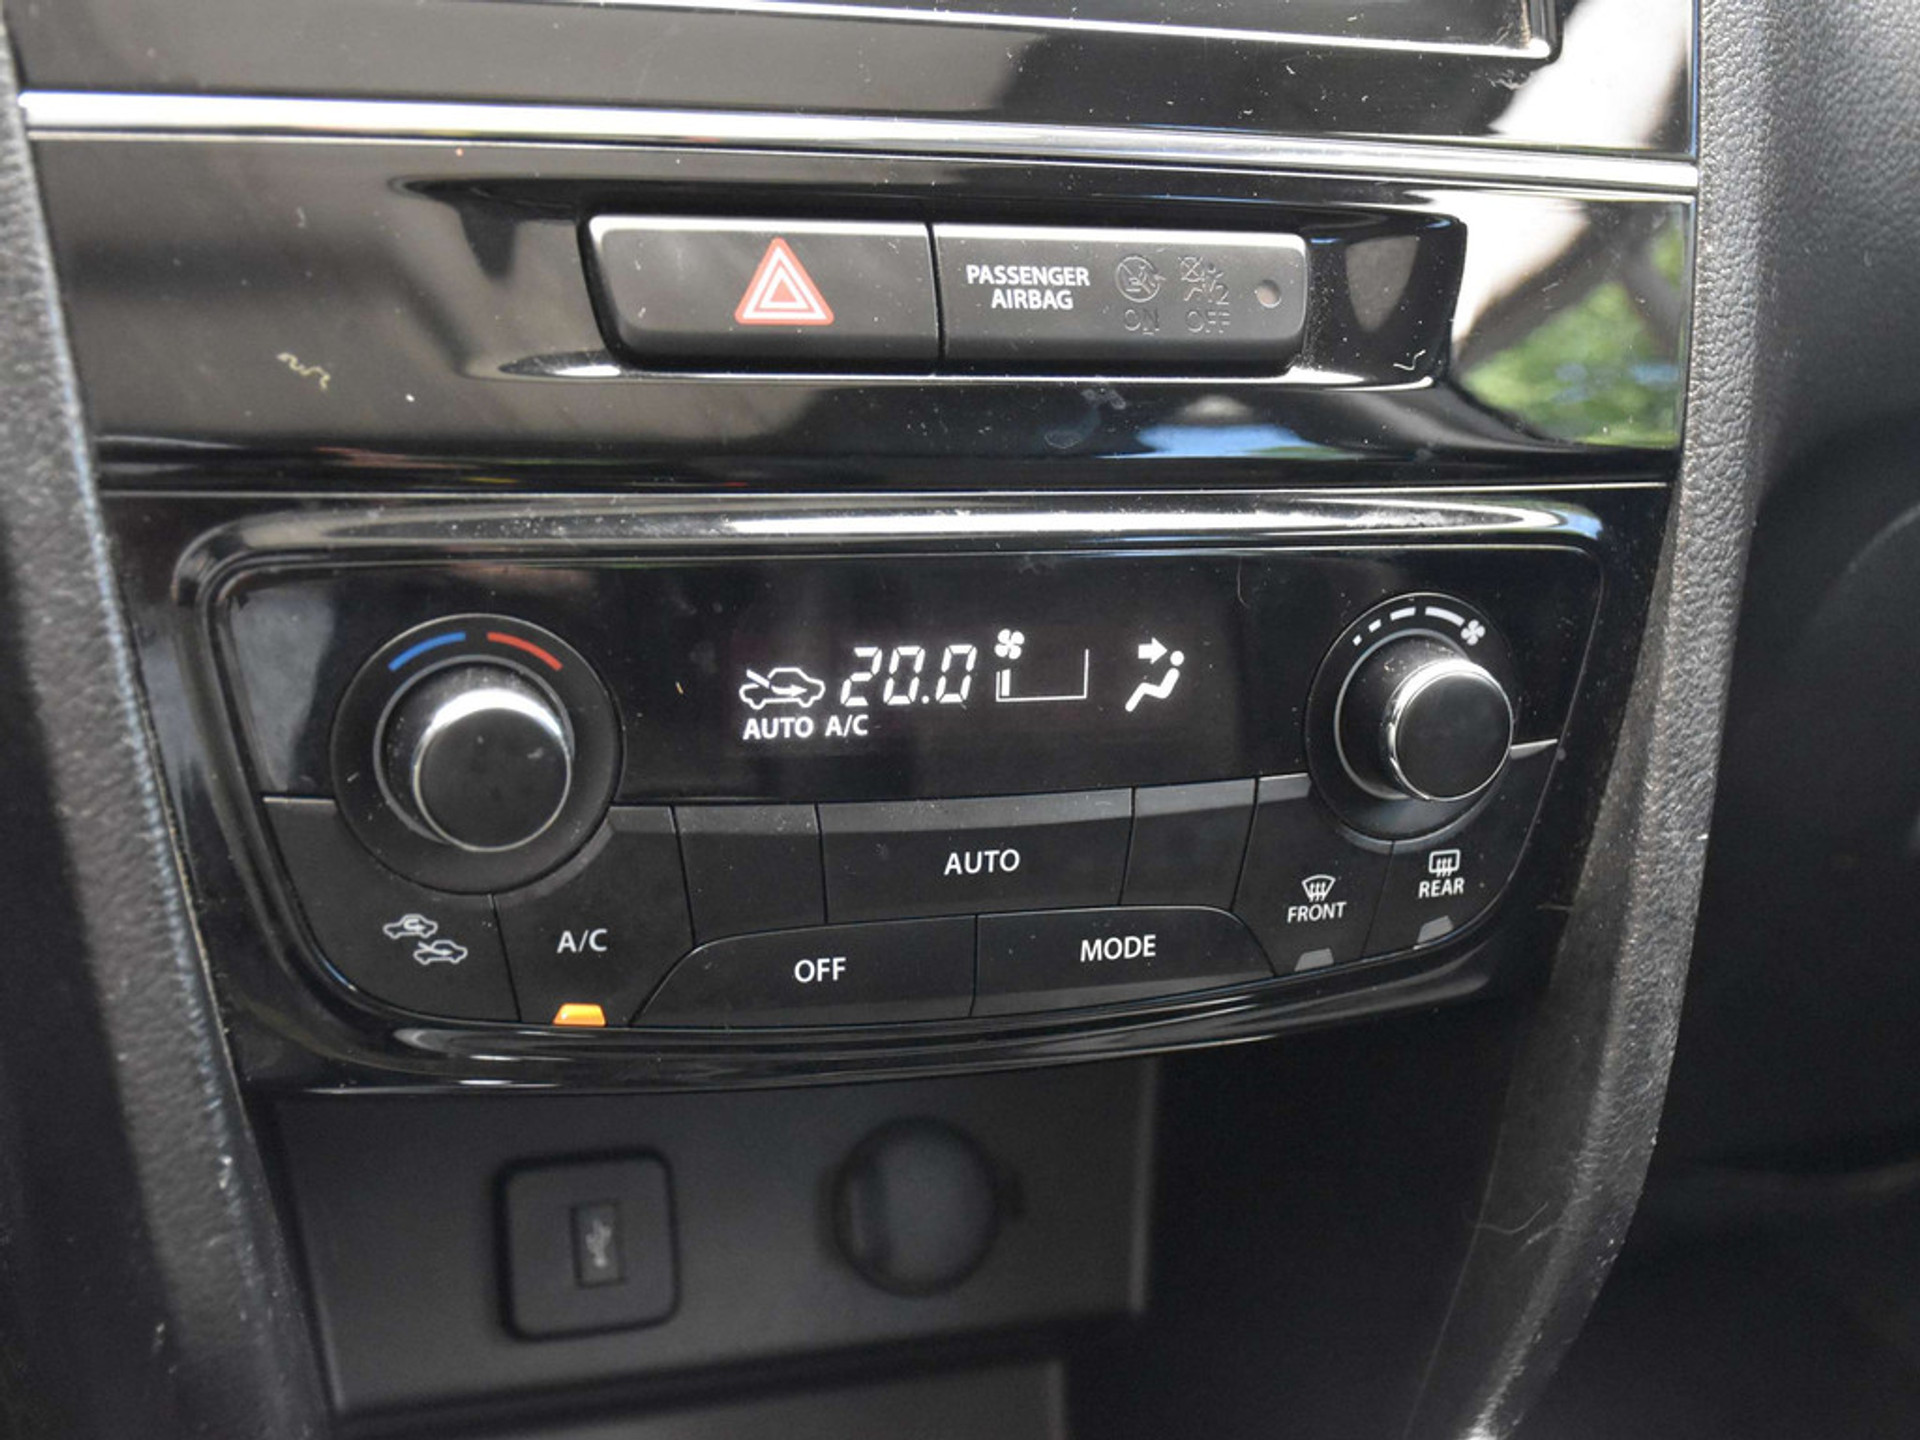 PASSENGER
AIRBAG
ON OFF
20.0
AUTO A/C
AUTO
A/C
OFF
MODE
FRONT
REAR